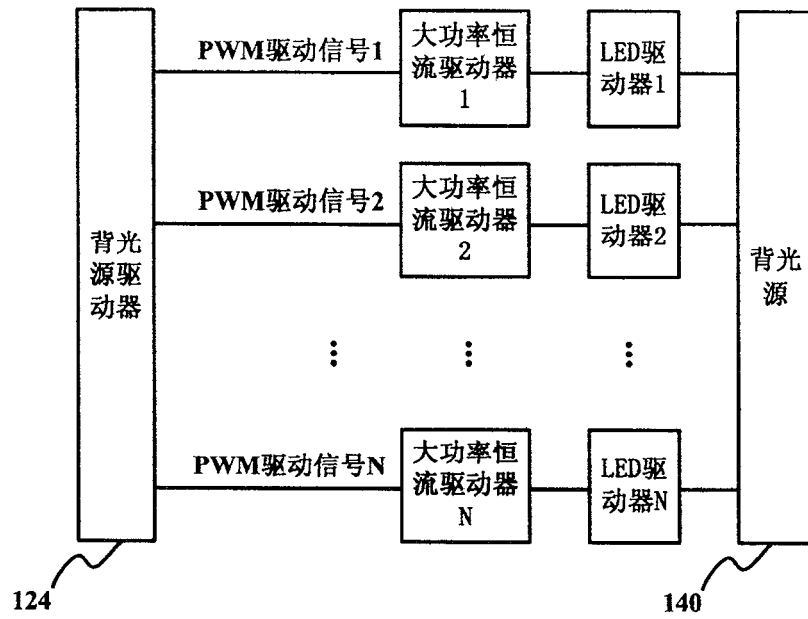 背光
源驱
动器
PWM驱动信号1
大功率恒
流驱动器
1
LED驱
动器1
PWM驱动信号2
大功率恒
流驱动器
2
LED驱
动器2
PWM驱动信号N
大功率恒
流驱动器
N
LED驱
动器N
背光
源
124
140